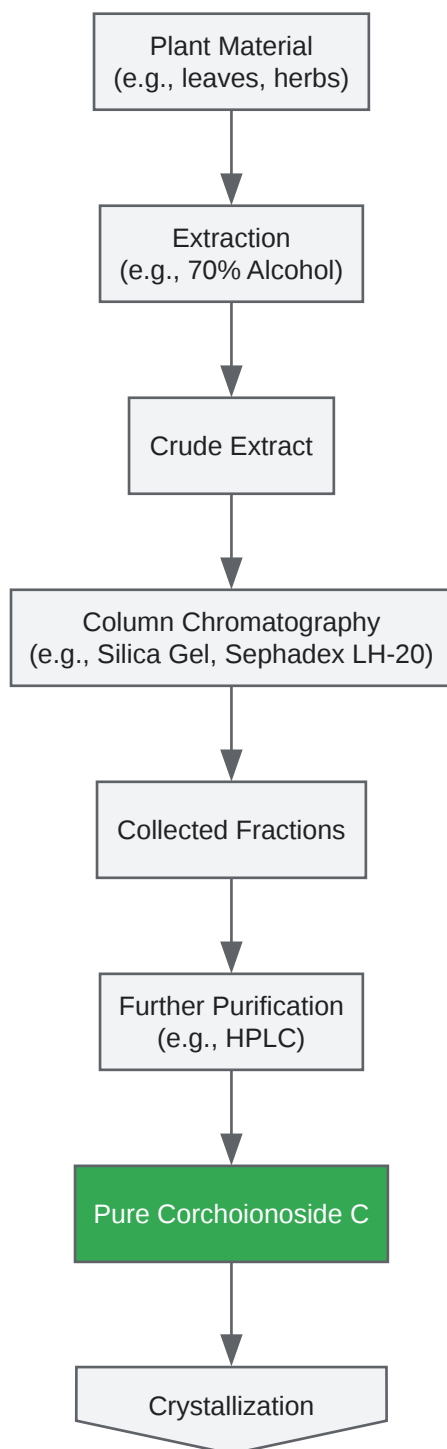 Plant Material
(e.g., leaves, herbs)
Extraction
(e.g., 70% Alcohol)
Crude Extract
Column Chromatography
(e.g., Silica Gel, Sephadex LH-20)
Collected Fractions
Further Purification
(e.g., HPLC)
Pure Corchoionoside C
Crystallization